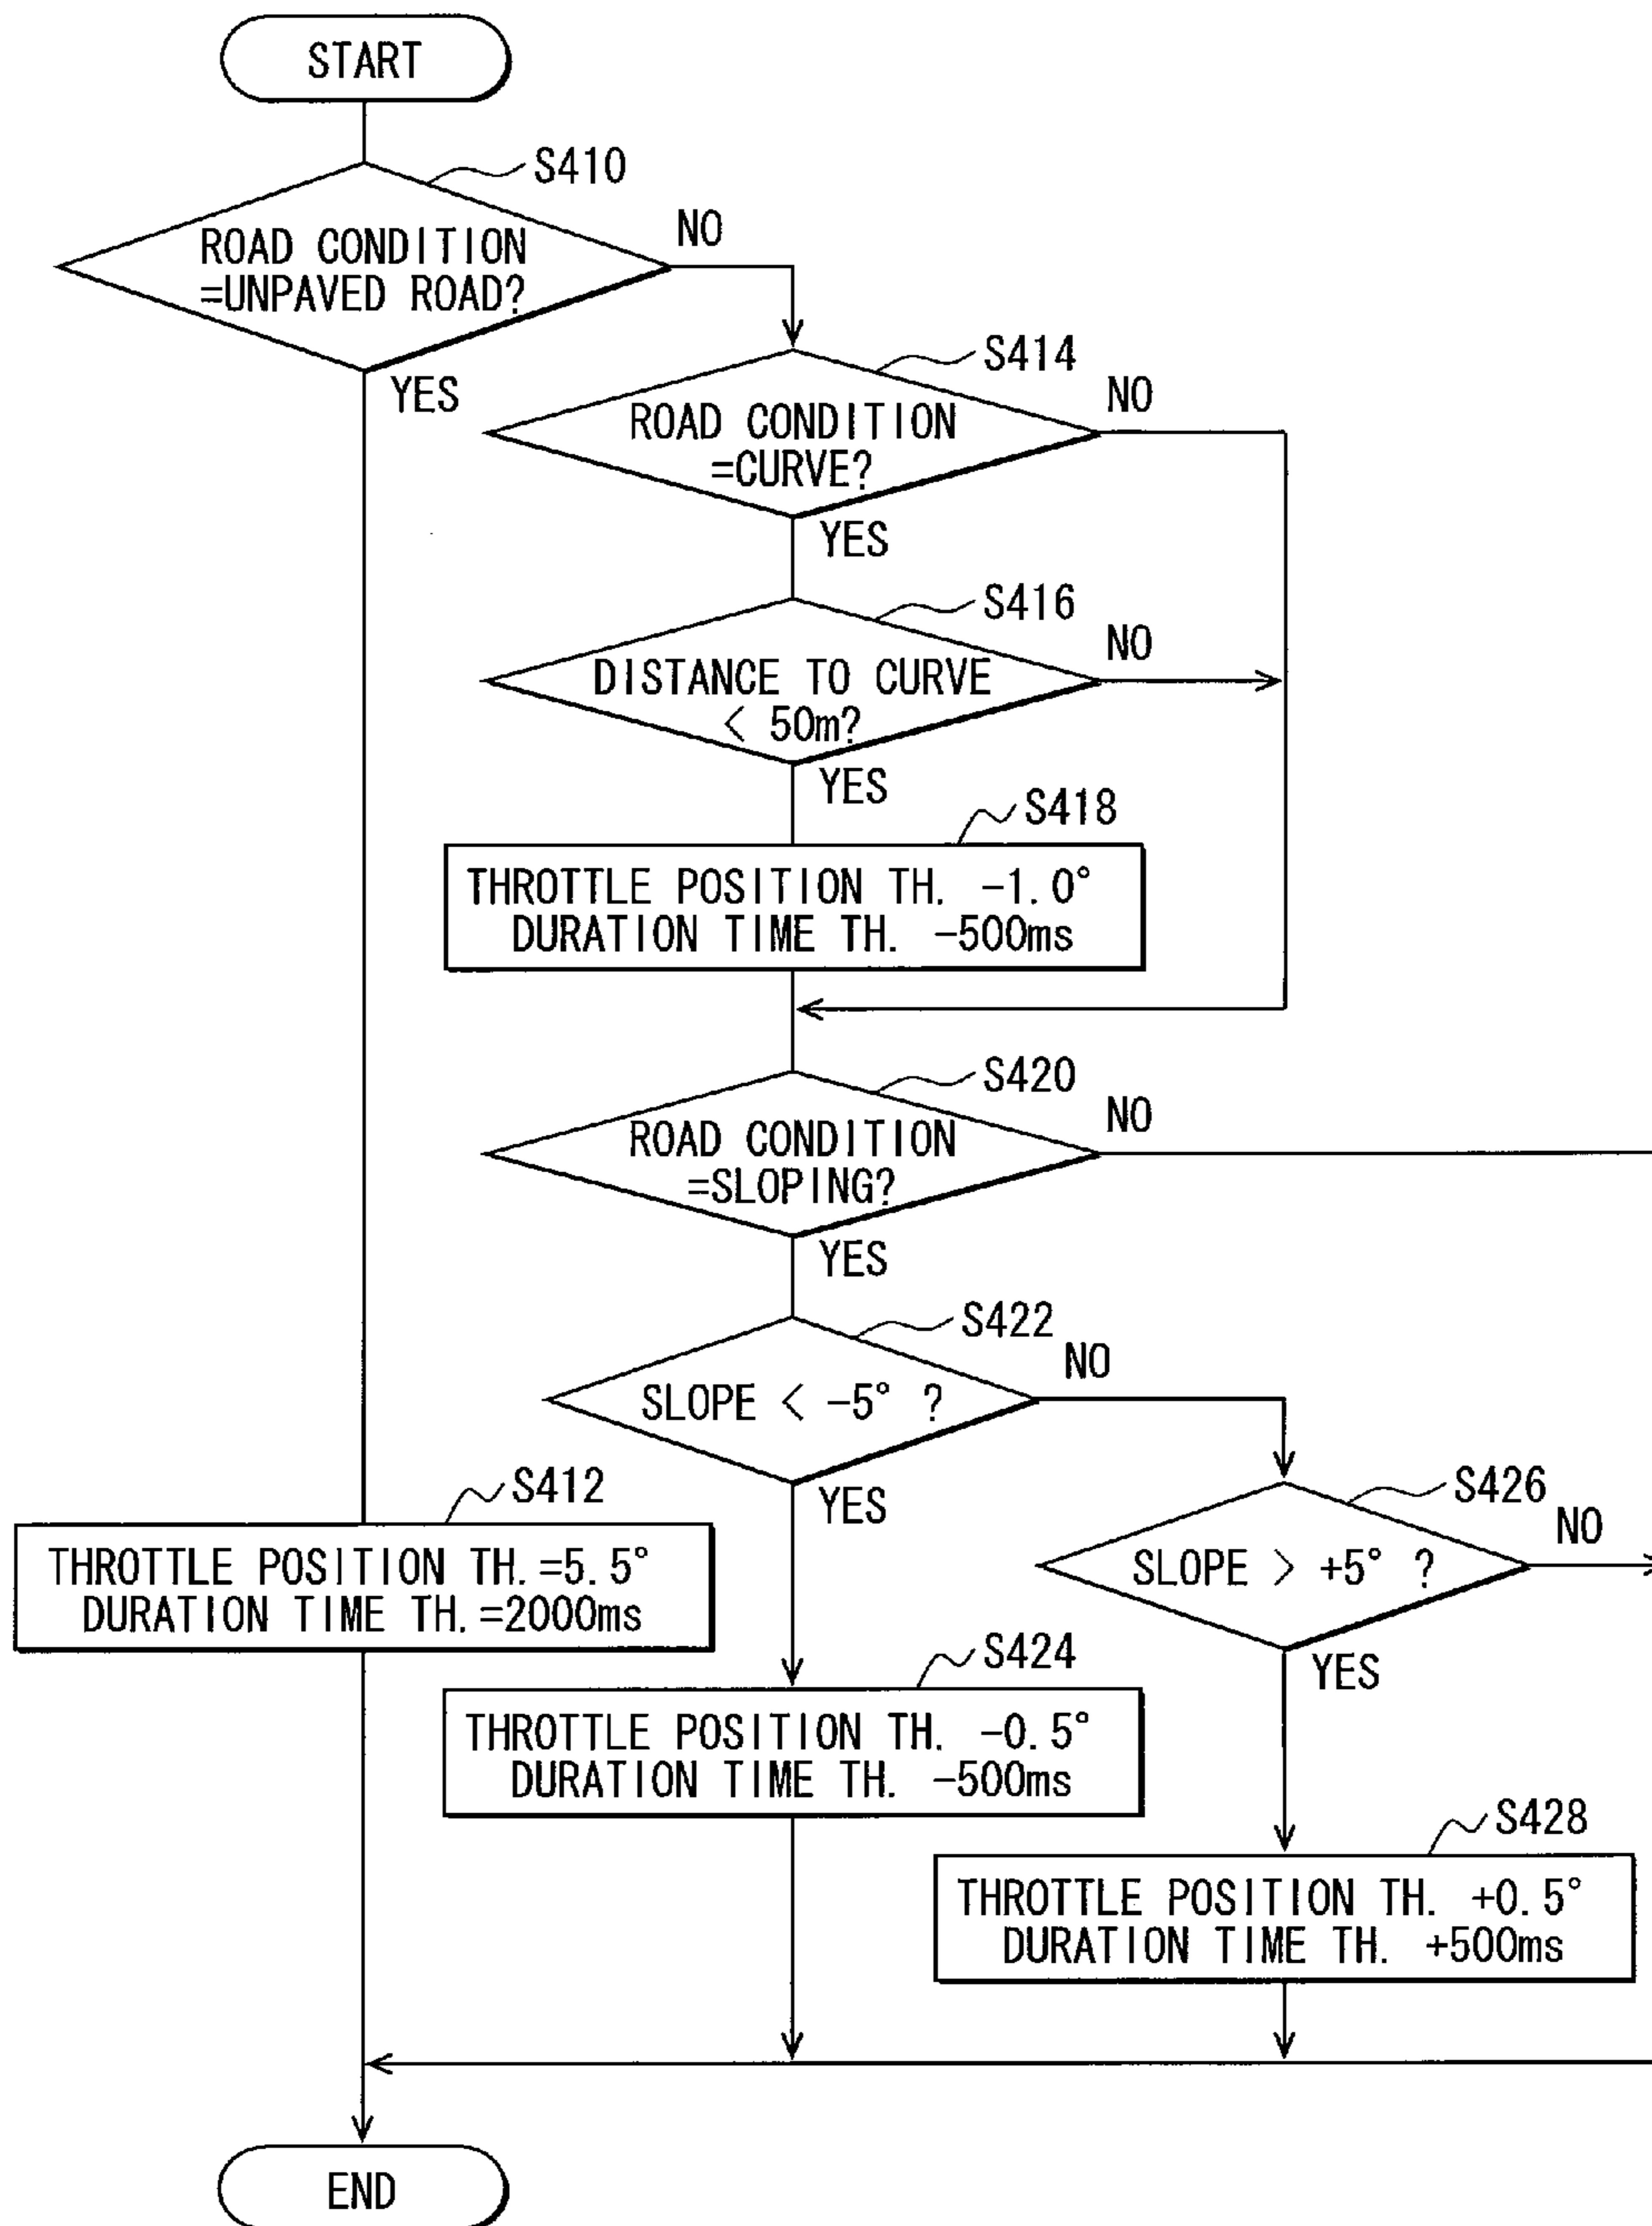 START
S410
ROAD CONDITION
=UNPAVED ROAD?
NO
YES
S414
ROAD CONDITION
=CURVE?
NO
YES
S416
DISTANCE TO CURVE
< 50m?
NO
YES
S418
THROTTLE POSITION TH. -1.0°
DURATION TIME TH. -500ms
S420
ROAD CONDITION
=SLOPING?
NO
YES
S422
SLOPE < -5° ?
NO
YES
S412
THROTTLE POSITION TH.=5.5°
DURATION TIME TH.=2000ms
S426
SLOPE > +5° ?
NO
YES
S424
THROTTLE POSITION TH. -0.5°
DURATION TIME TH. -500ms
S428
THROTTLE POSITION TH. +0.5°
DURATION TIME TH. +500ms
END